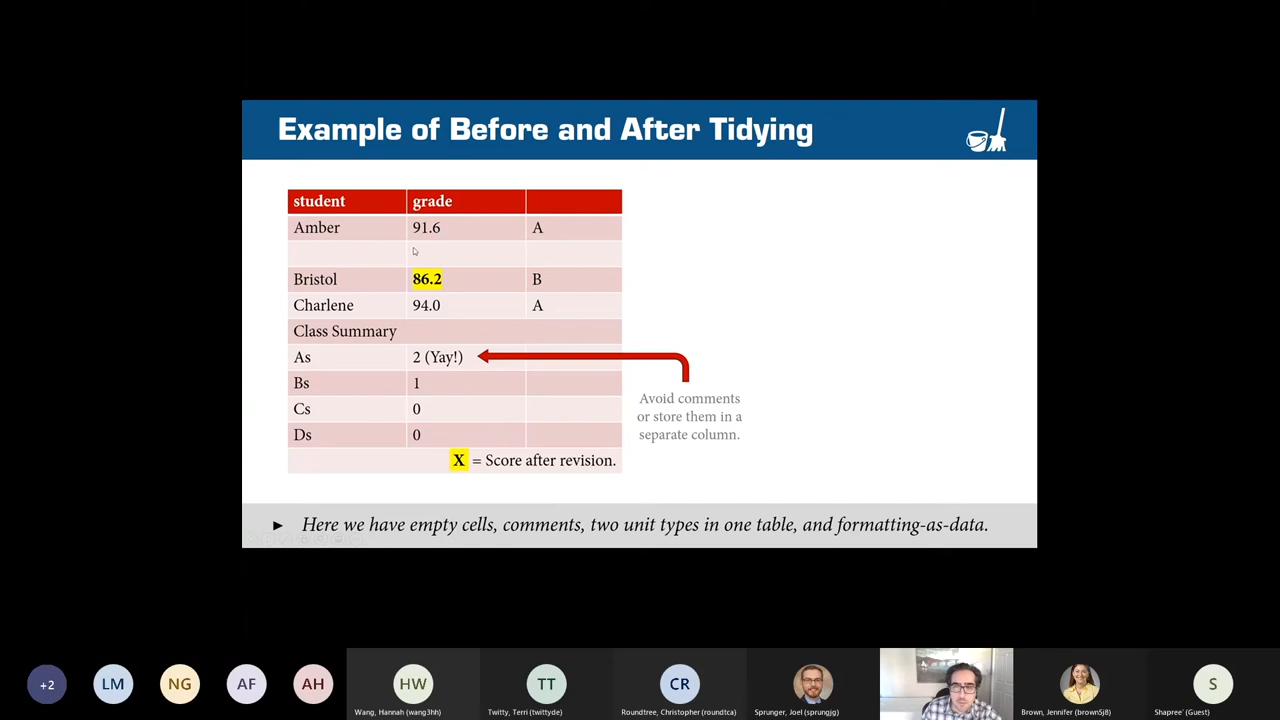 Example of Before and After Tidying
student grade
Amber 91.6 A
Bristol 86.2 B
Charlene 94.0 A
Class Summary
As 2 (Yay!)
Bs 1
Cs 0
Ds 0
X = Score after revision.
Avoid comments
or store them in a
separate column.
► Here we have empty cells, comments, two unit types in one table, and formatting-as-data.
+2 LM NG AF AH HW TT CR S
Wang, Hannah (wang3hh) Twitty, Terri (twittyde) Roundtree, Christopher (roundtca) Sprunger, Joel (sprungjg) Brown, Jennifer (brown5j8) Shapree' (Guest)